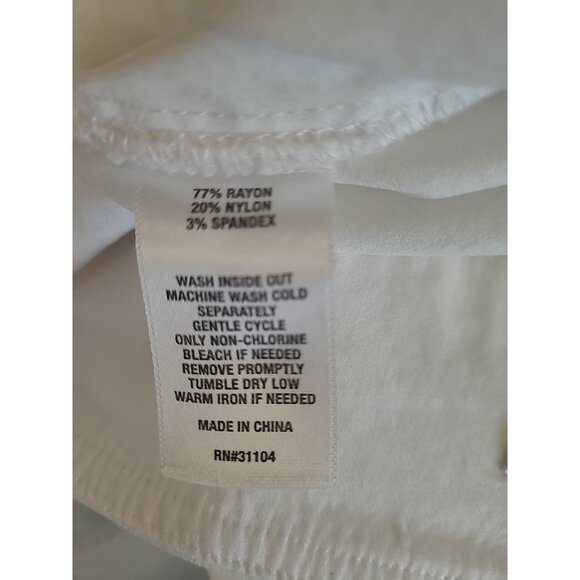 77% RAYON
20% NYLON
3% SPANDEX
WASH INSIDE OUT
MACHINE WASH COLD
SEPARATELY
GENTLE CYCLE
ONLY NON-CHLORINE
BLEACH IF NEEDED
REMOVE PROMPTLY
TUMBLE DRY LOW
WARM IRON IF NEEDED
MADE IN CHINA
RN#31104